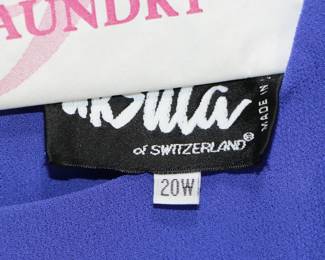 AUNDRY
of SWITZERLAND®
MADE IN
20W